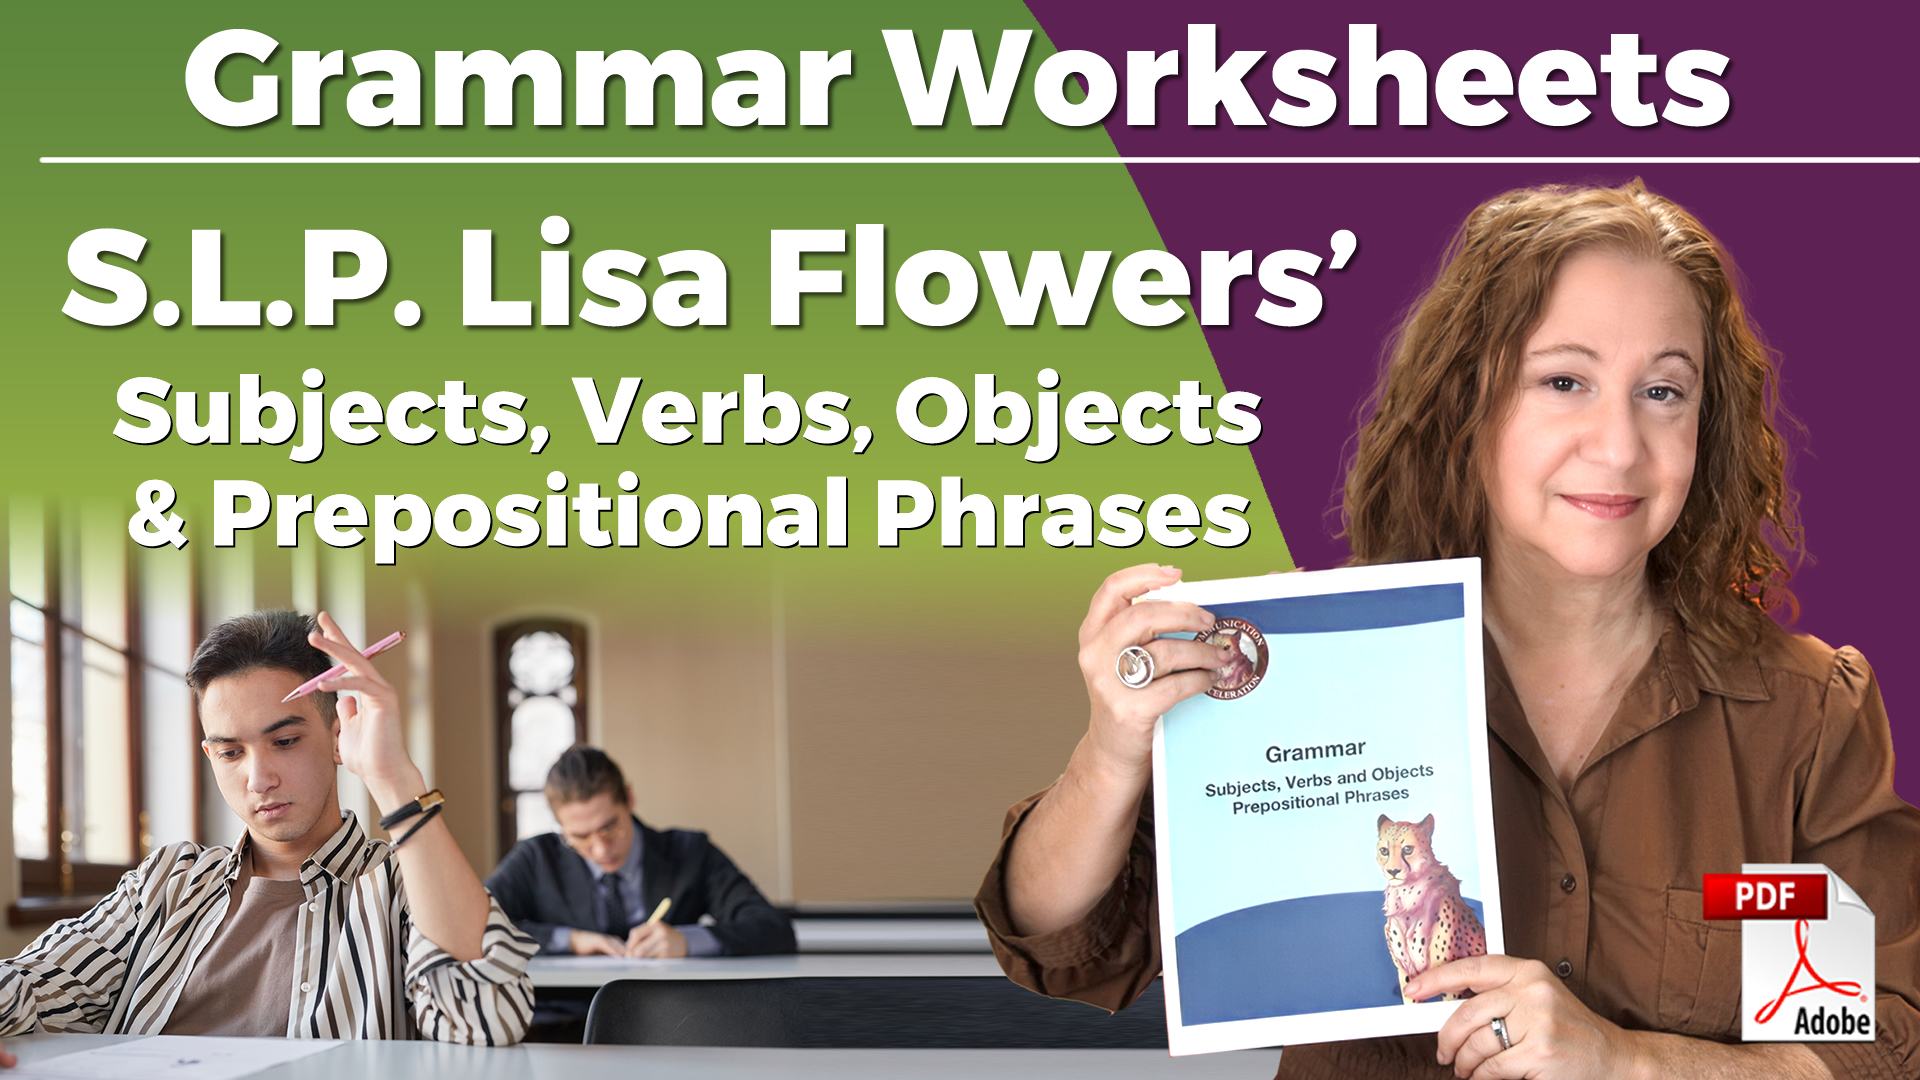 Grammar Worksheets
S.L.P. Lisa Flowers’
Subjects, Verbs, Objects
& Prepositional Phrases
Grammar
Subjects, Verbs and Objects
Prepositional Phrases
PDF
Adobe